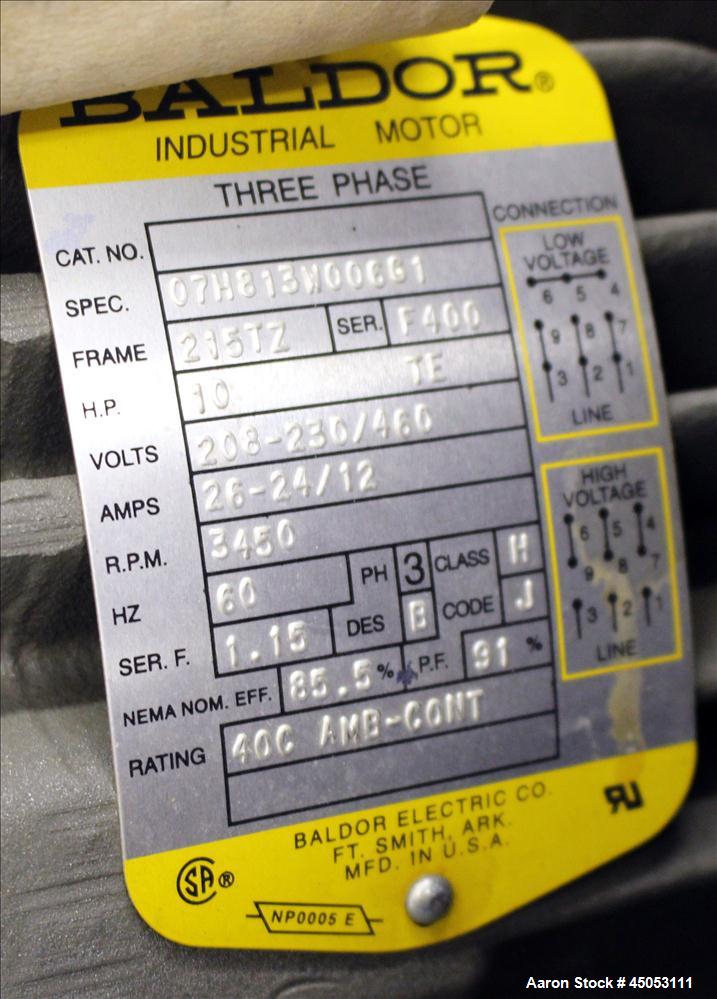 BALDOR®
INDUSTRIAL MOTOR
THREE PHASE
CAT. NO.
SPEC. 07H813W006G1
FRAME 215TZ SER. F400
H.P. 10 TE
VOLTS 208-230/460
AMPS 26-24/12
R.P.M. 3450
HZ 60 PH 3 CLASS H
SER. F. 1.15 DES B CODE J
NEMA NOM. EFF. 85.5 % P.F. 91 %
RATING 40C AMB-CONT
CONNECTION
LOW
VOLTAGE
6 5 4
9 8 7
3 2 1
LINE
HIGH
VOLTAGE
6 5 4
9 8 7
3 2 1
LINE
BALDOR ELECTRIC CO.
FT. SMITH, ARK.
MFD. IN U.S.A.
SA®
RU
NP0005 E
Aaron Stock # 45053111